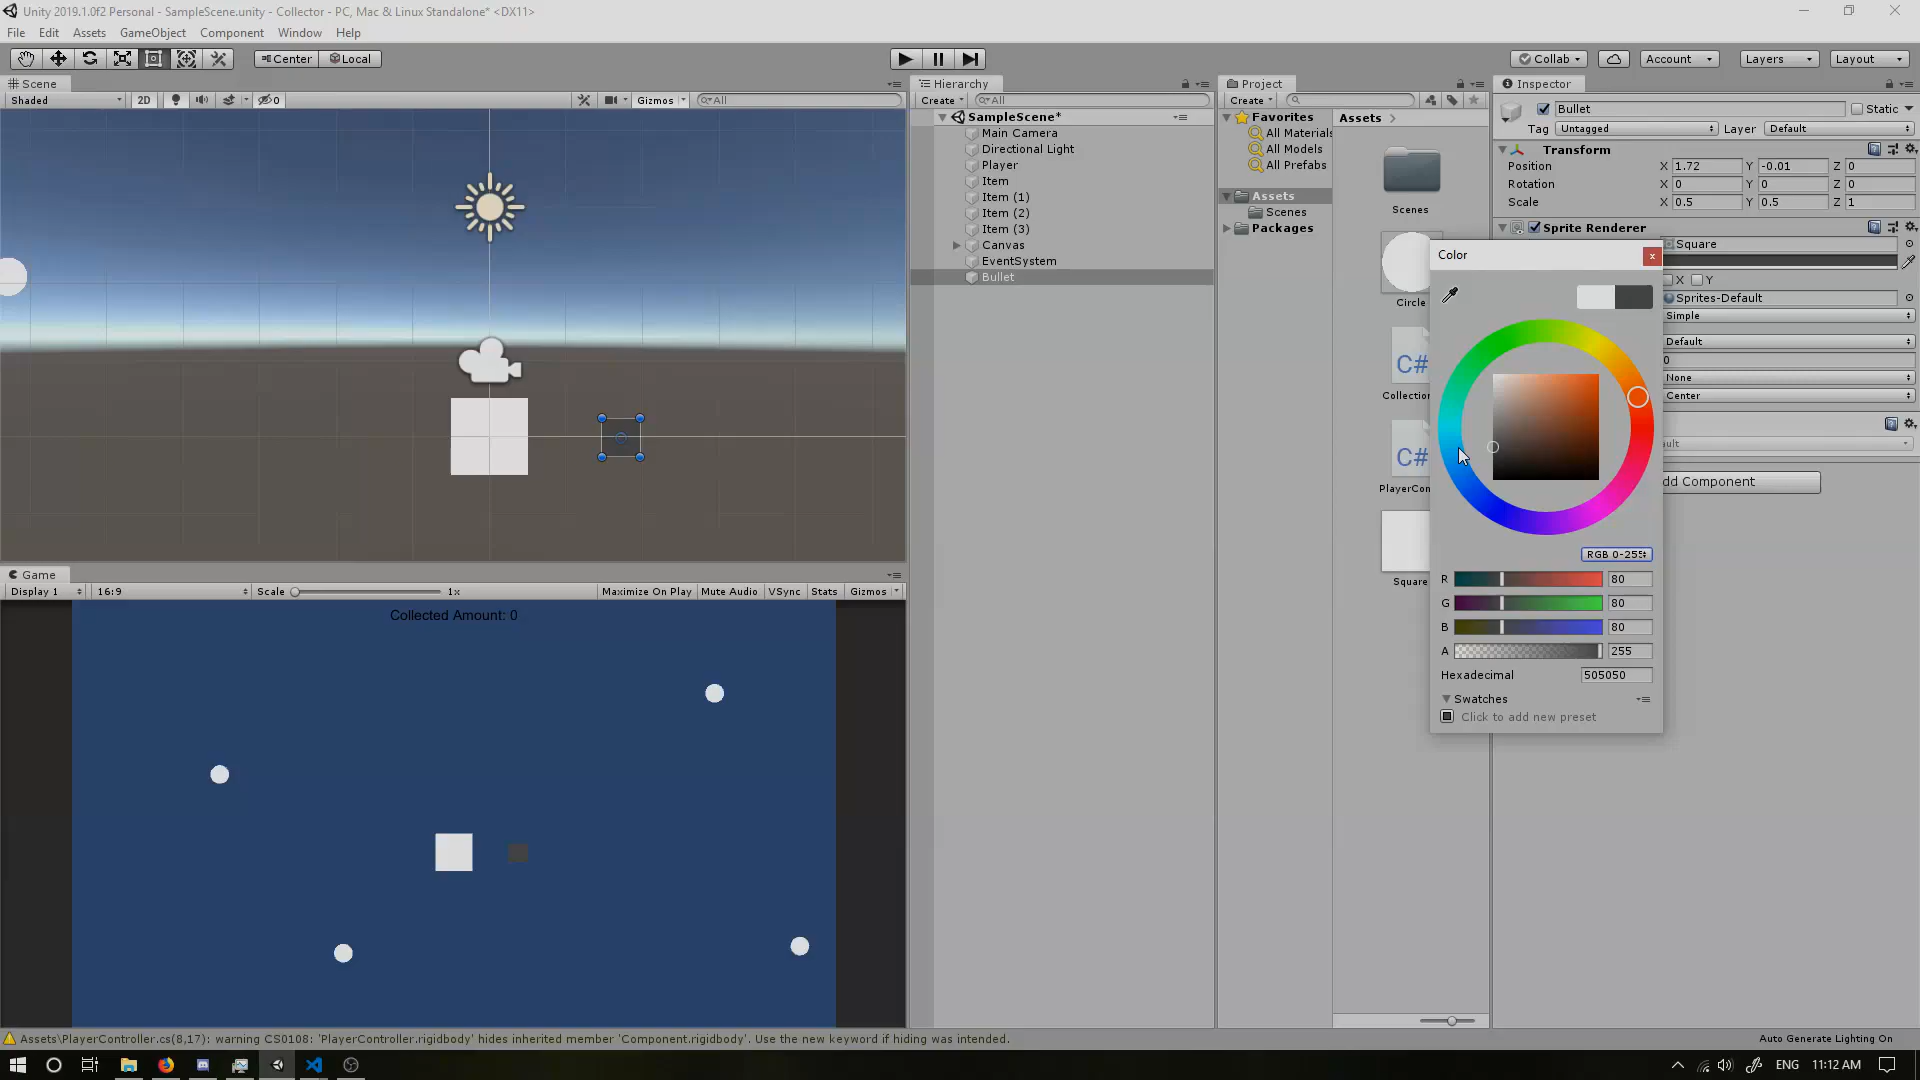 Unity 2019.1.0f2 Personal - SampleScene.unity - Collector - PC, Mac & Linux Standalone* <DX11>
File Edit Assets GameObject Component Window Help
Center Local
Collab Account Layers Layout
Scene
Shaded 2D 0 Gizmos All
Hierarchy
Create All
SampleScene*
Main Camera
Directional Light
Player
Item
Item (1)
Item (2)
Item (3)
Canvas
EventSystem
Bullet
Project
Create
Favorites
All Materials
All Models
All Prefabs
Assets
Scenes
Packages
Assets
Scenes
Circle
C#
Collection
C#
PlayerCon
Square
Inspector
Bullet Static
Tag Untagged Layer Default
Transform
Position X 1.72 Y -0.01 Z 0
Rotation X 0 Y 0 Z 0
Scale X 0.5 Y 0.5 Z 1
Sprite Renderer
Square
X Y
Sprites-Default
Simple
Default
0
None
Center
ault
dd Component
Color
x
RGB 0-255
R 80
G 80
B 80
A 255
Hexadecimal 505050
Swatches
Click to add new preset
Game
Display 1 16:9 Scale 1x Maximize On Play Mute Audio VSync Stats Gizmos
Collected Amount: 0
Assets\PlayerController.cs(8,17): warning CS0108: 'PlayerController.rigidbody' hides inherited member 'Component.rigidbody'. Use the new keyword if hiding was intended.
Auto Generate Lighting On
ENG 11:12 AM